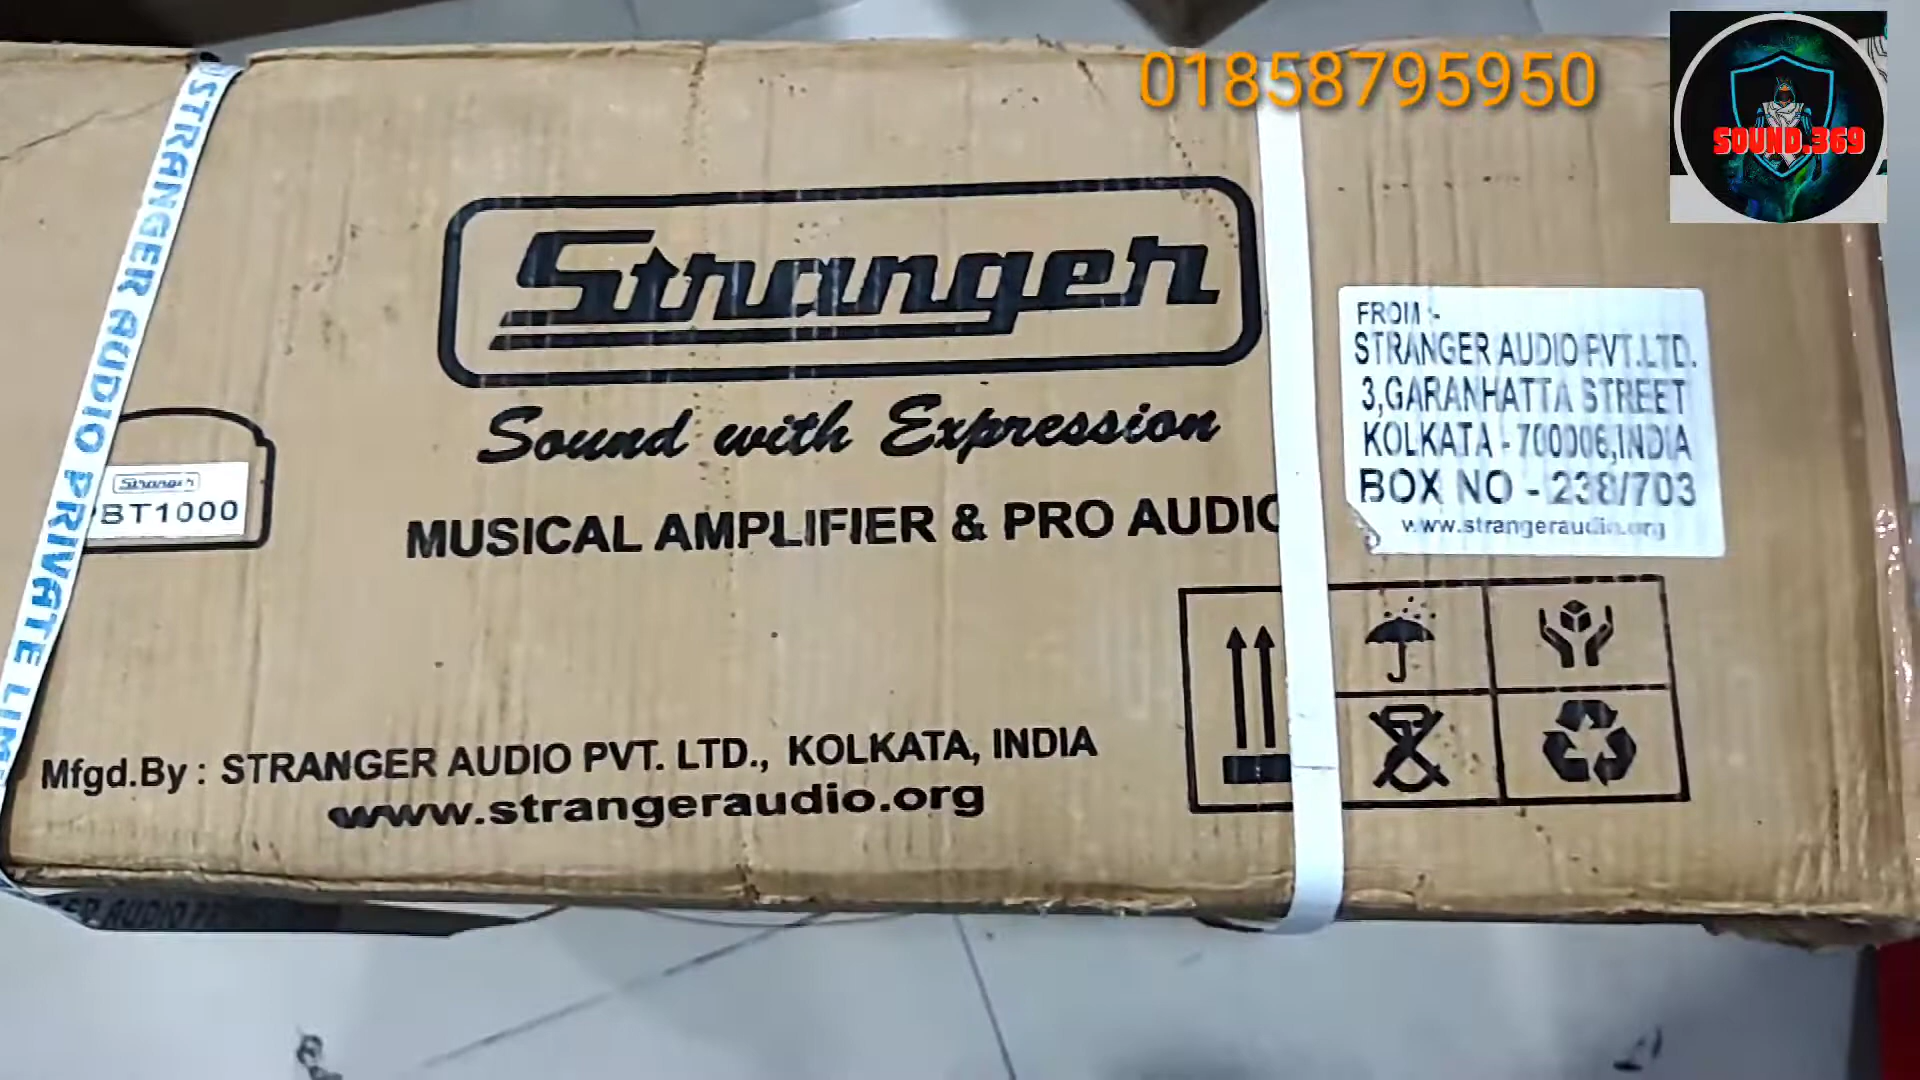 01858795950
SOUND.369
STRANGER AUDIO PRIVATE LIM
Stranger
Sound with Expression
MUSICAL AMPLIFIER & PRO AUDIO
Stranger
PBT1000
FROM :-
STRANGER AUDIO PVT.LTD.
3,GARANHATTA STREET
KOLKATA - 700006,INDIA
BOX NO - 238/703
www.strangeraudio.org
Mfgd.By : STRANGER AUDIO PVT. LTD., KOLKATA, INDIA
www.strangeraudio.org